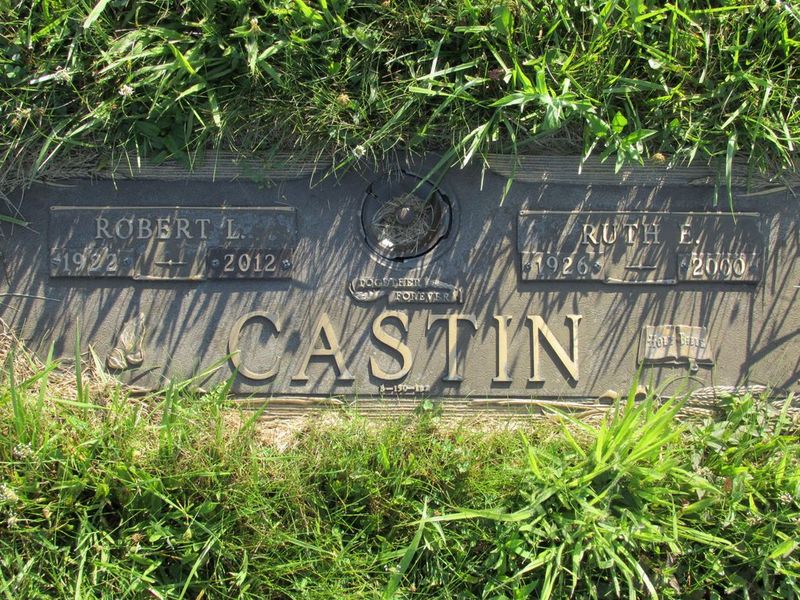 ROBERT L.
1922 — 2012
RUTH E.
1926 — 2000
TOGETHER
FOREVER
CASTIN
HOLY BIBLE